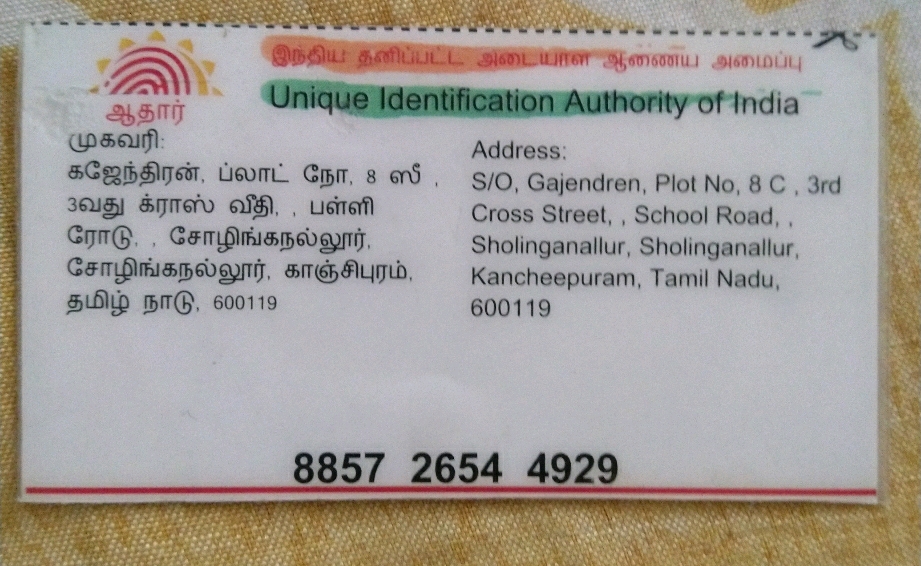 இந்திய தனிப்பட்ட அடையாள ஆணைய அமைப்பு
Unique Identification Authority of India
ஆதார்
முகவரி:
கஜேந்திரன், ப்லாட் நோ, 8 ஸீ ,
3வது க்ராஸ் வீதி, , பள்ளி
ரோடு, , சோழிங்கநல்லூர்,
சோழிங்கநல்லூர், காஞ்சிபுரம்,
தமிழ் நாடு, 600119
Address:
S/O, Gajendren, Plot No, 8 C , 3rd
Cross Street, , School Road, ,
Sholinganallur, Sholinganallur,
Kancheepuram, Tamil Nadu,
600119
8857 2654 4929